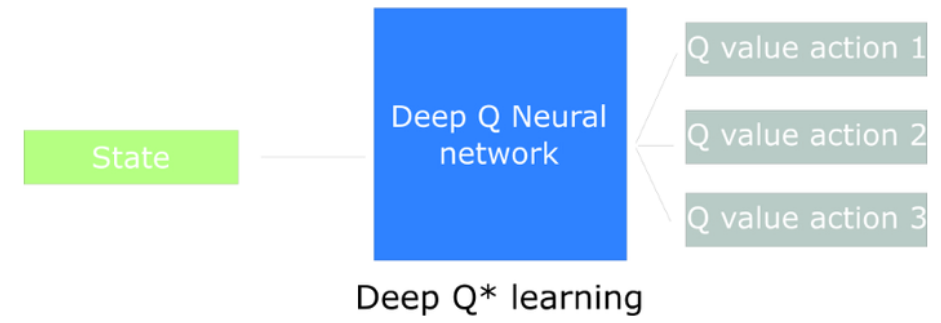 State
Deep Q Neural
network
Q value action 1
Q value action 2
Q value action 3
Deep Q* learning